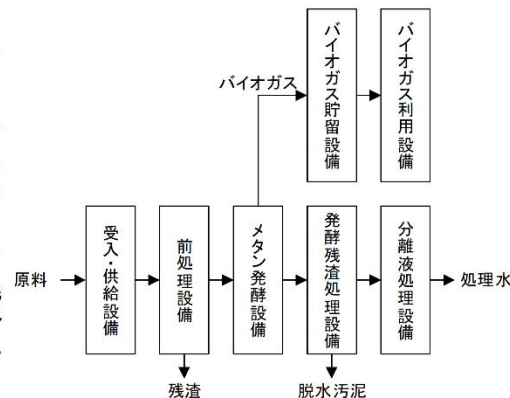 バイオガス
バイオガス貯留設備
バイオガス利用設備
原料
受入・供給設備
前処理設備
メタン発酵設備
発酵残渣処理設備
分離液処理設備
処理水
残渣
脱水汚泥